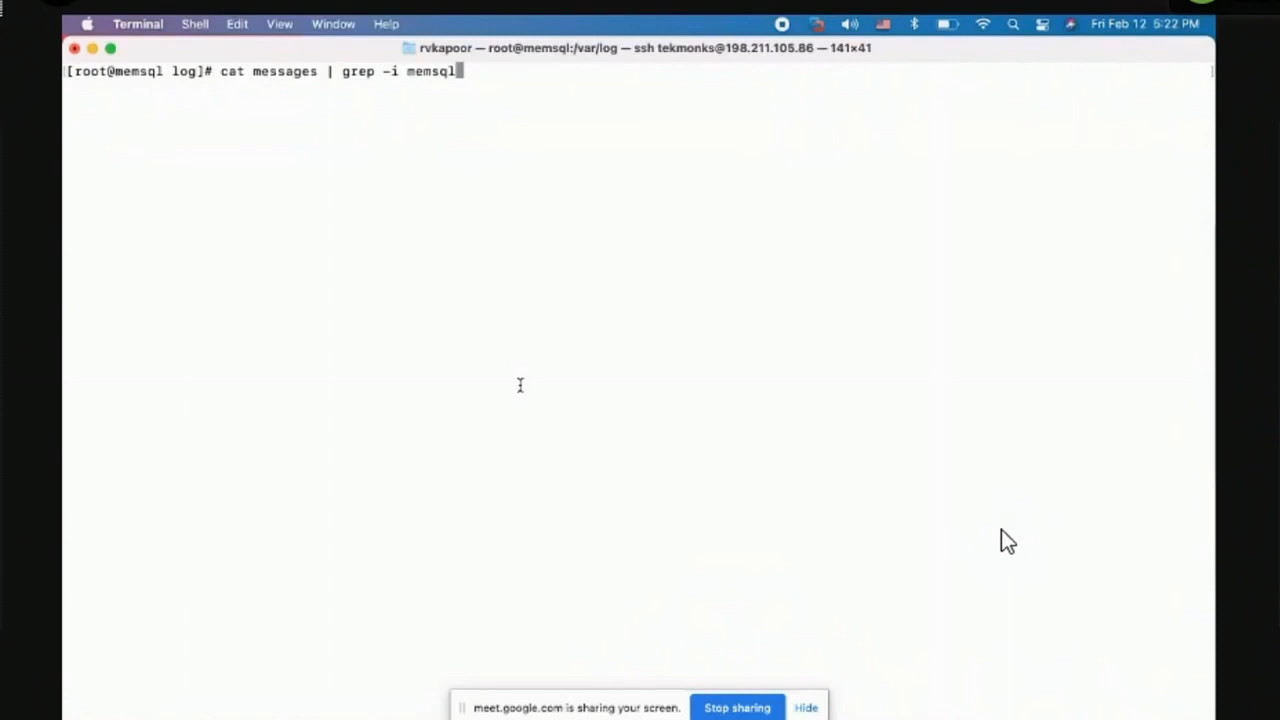 Terminal Shell Edit View Window Help Fri Feb 12 5:22 PM
rvkapoor — root@memsql:/var/log — ssh tekmonks@198.211.105.86 — 141×41
[root@memsql log]# cat messages | grep -i memsql
meet.google.com is sharing your screen. Stop sharing Hide